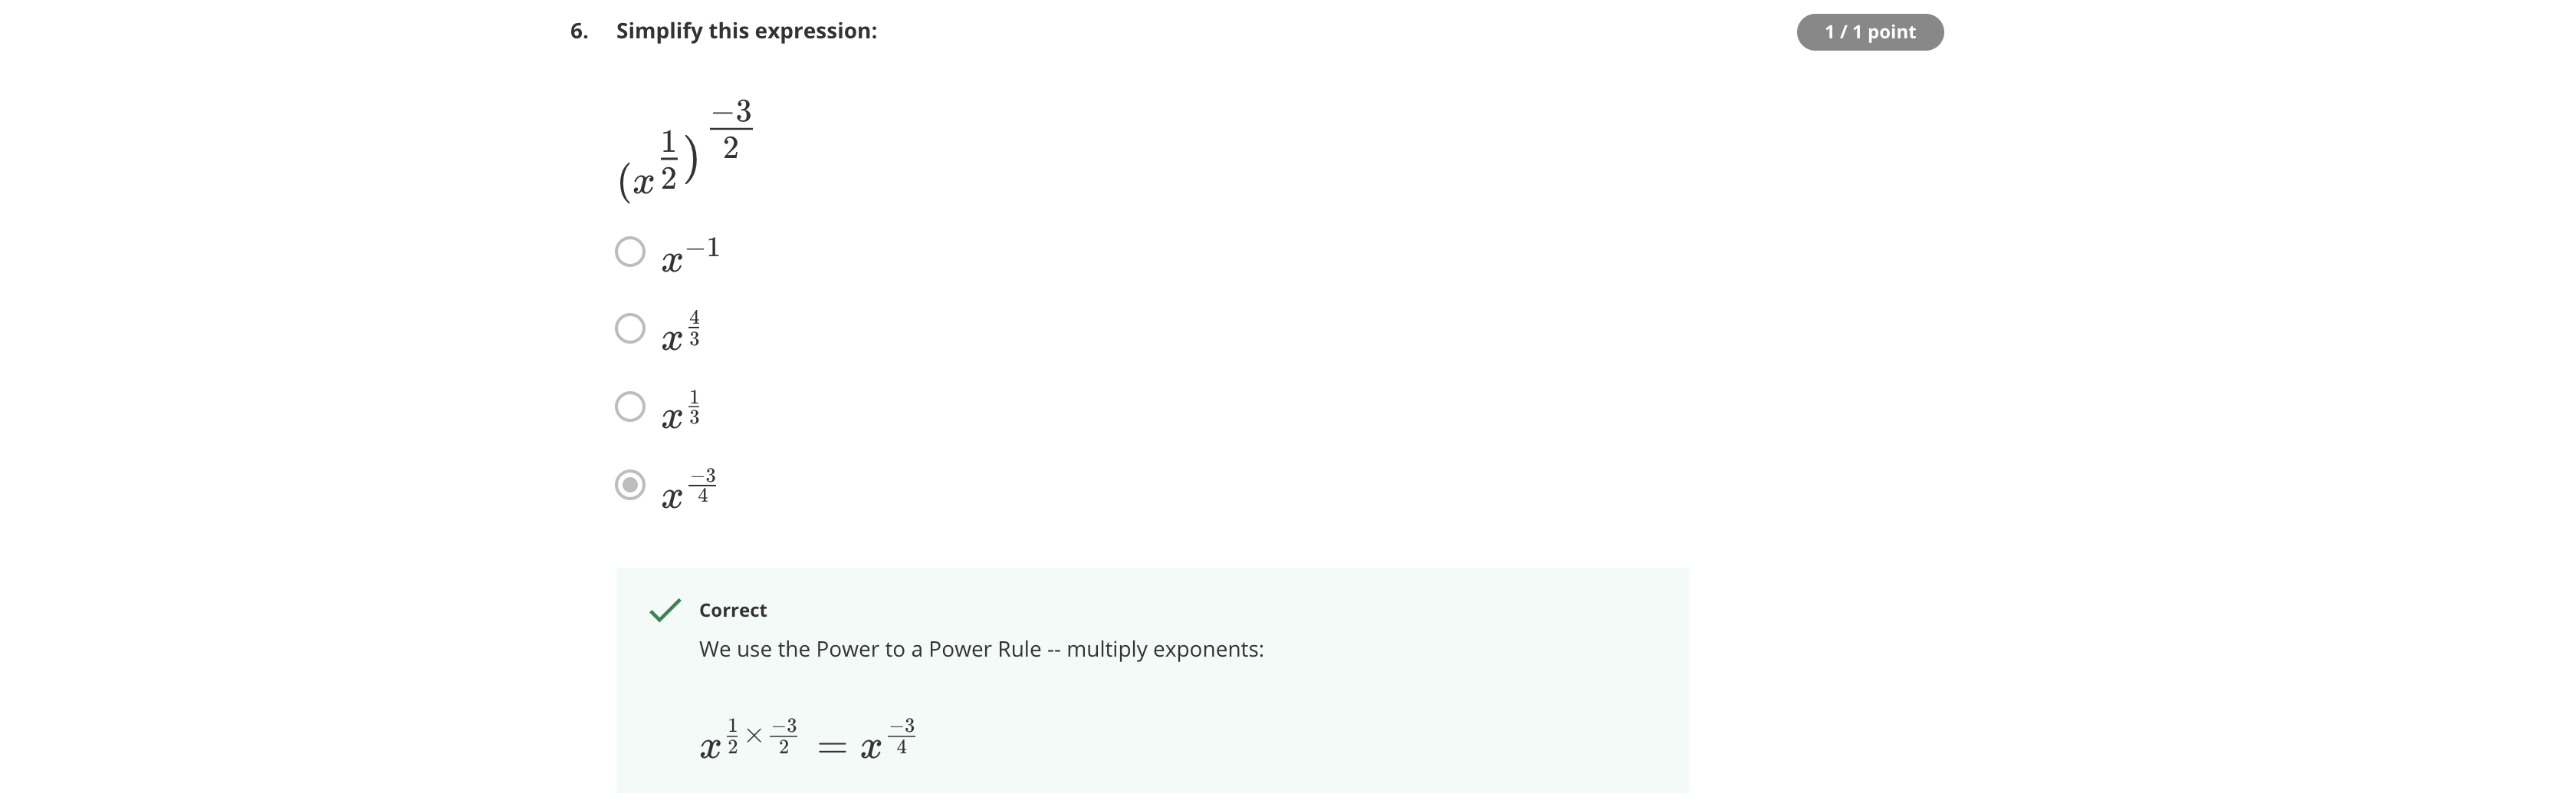 6. Simplify this expression:
1 / 1 point
(x^{\frac{1}{2}})^{\frac{-3}{2}}
x^{-1}
x^{\frac{4}{3}}
x^{\frac{1}{3}}
x^{\frac{-3}{4}}
Correct
We use the Power to a Power Rule -- multiply exponents:
x^{\frac{1}{2} × \frac{-3}{2}} = x^{\frac{-3}{4}}